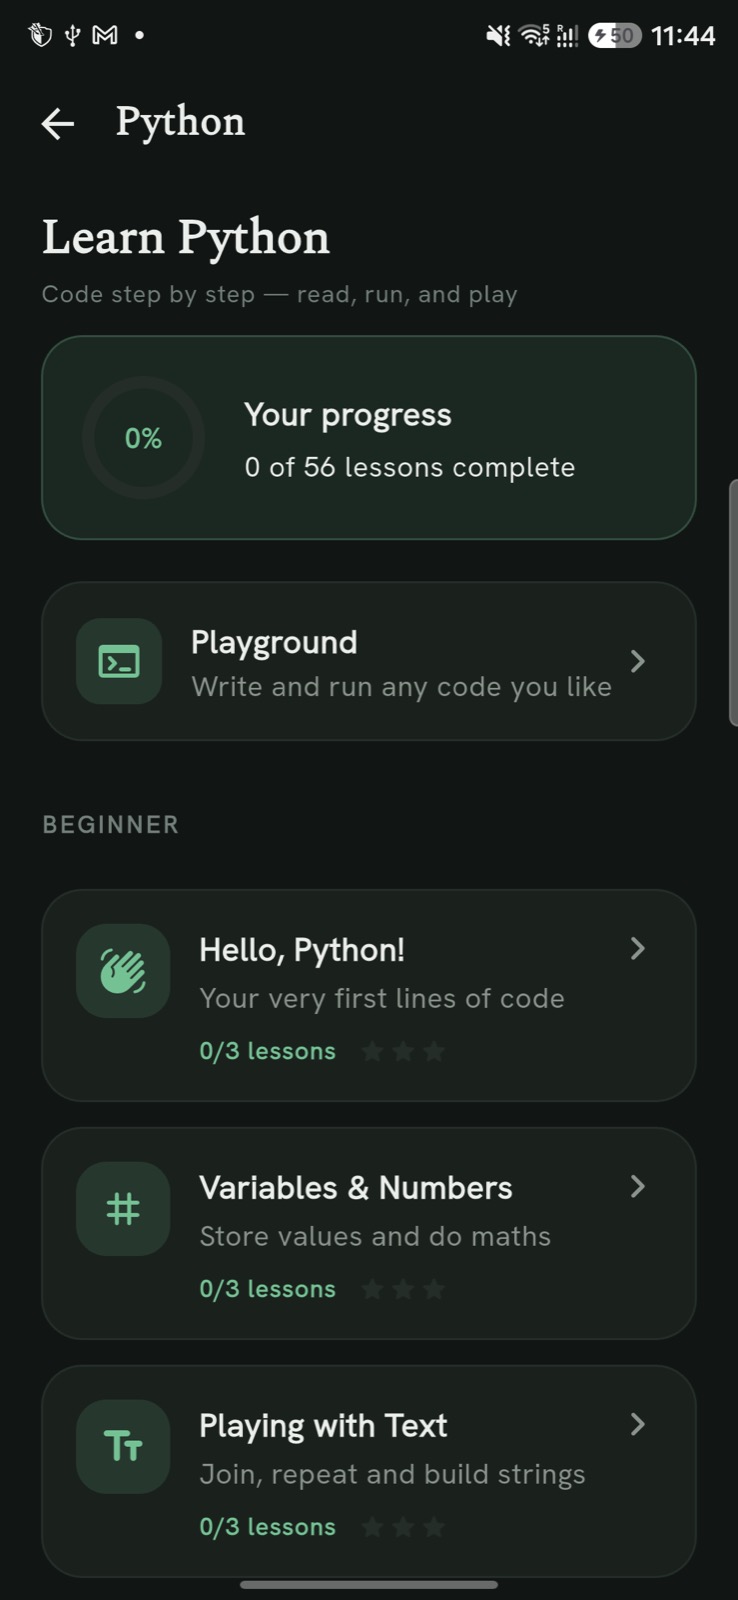 50 11:44
Python
Learn Python
Code step by step — read, run, and play
0%
Your progress
0 of 56 lessons complete
Playground
Write and run any code you like
BEGINNER
Hello, Python!
Your very first lines of code
0/3 lessons
Variables & Numbers
Store values and do maths
0/3 lessons
Tт
Playing with Text
Join, repeat and build strings
0/3 lessons